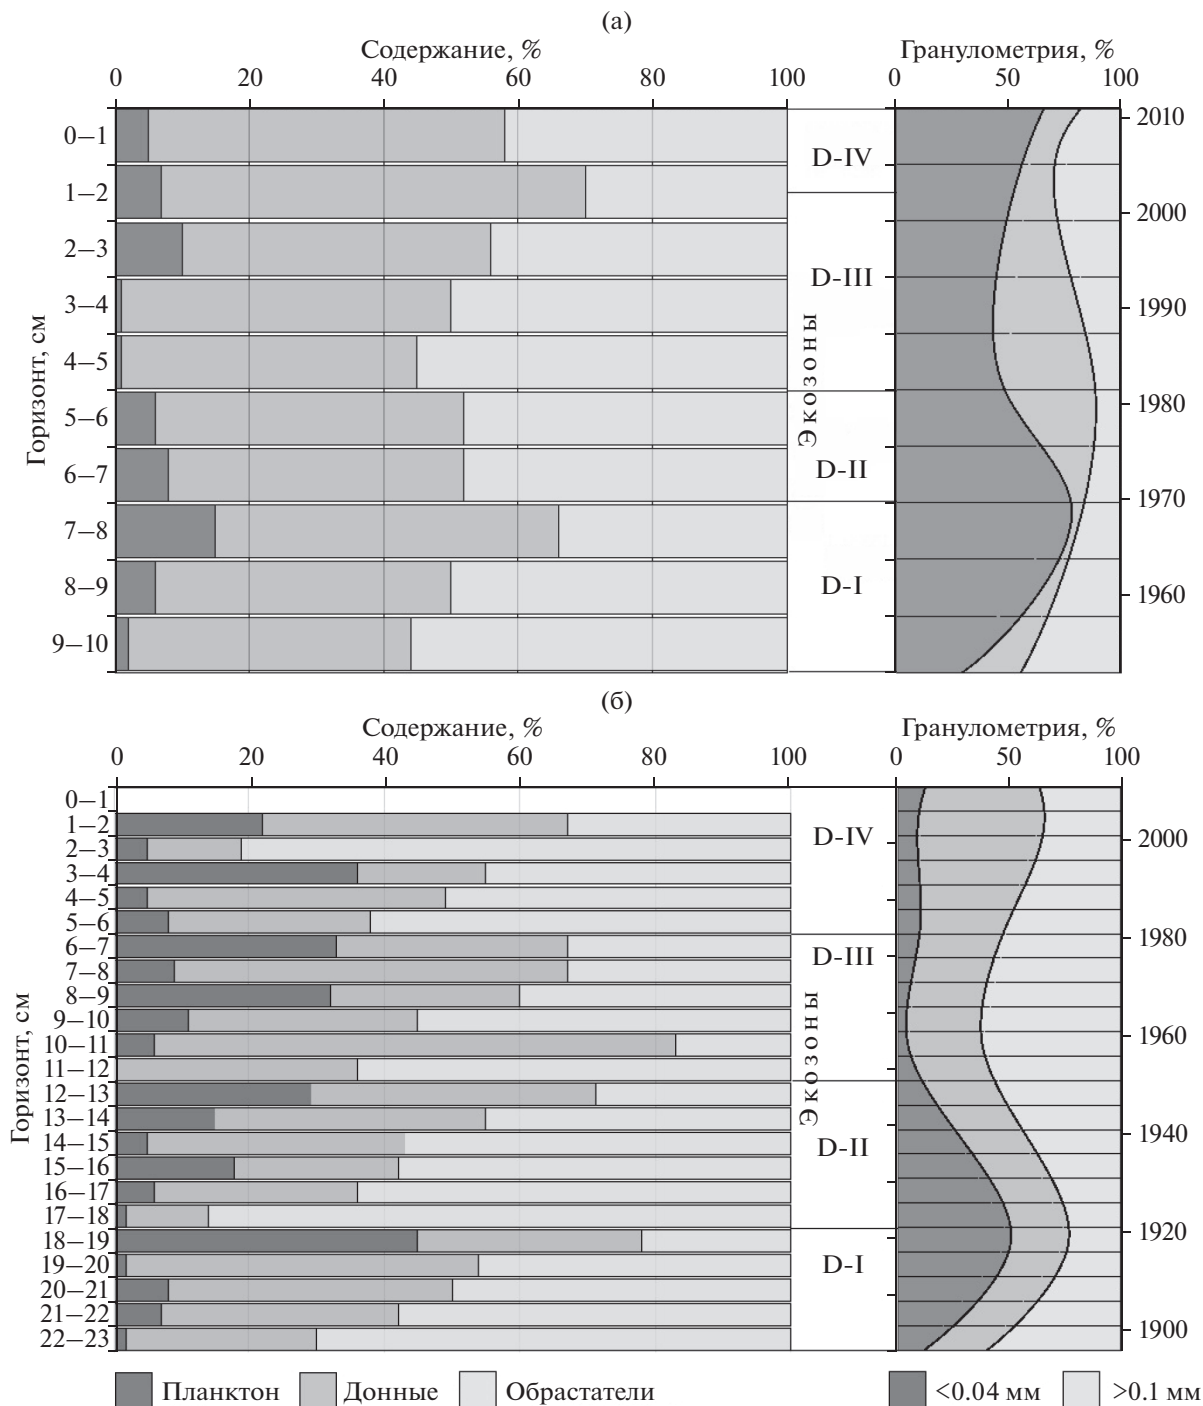 (а)
Содержание, %
Гранулометрия, %
0 20 40 60 80 100
0 50 100
Горизонт, см
0–1
1–2
2–3
3–4
4–5
5–6
6–7
7–8
8–9
9–10
Экозоны
D-IV
D-III
D-II
D-I
2010
2000
1990
1980
1970
1960
(б)
Содержание, %
Гранулометрия, %
0 20 40 60 80 100
0 50 100
Горизонт, см
0–1
1–2
2–3
3–4
4–5
5–6
6–7
7–8
8–9
9–10
10–11
11–12
12–13
13–14
14–15
15–16
16–17
17–18
18–19
19–20
20–21
21–22
22–23
Экозоны
D-IV
D-III
D-II
D-I
2000
1980
1960
1940
1920
1900
Планктон Донные Обрастатели
<0.04 мм >0.1 мм